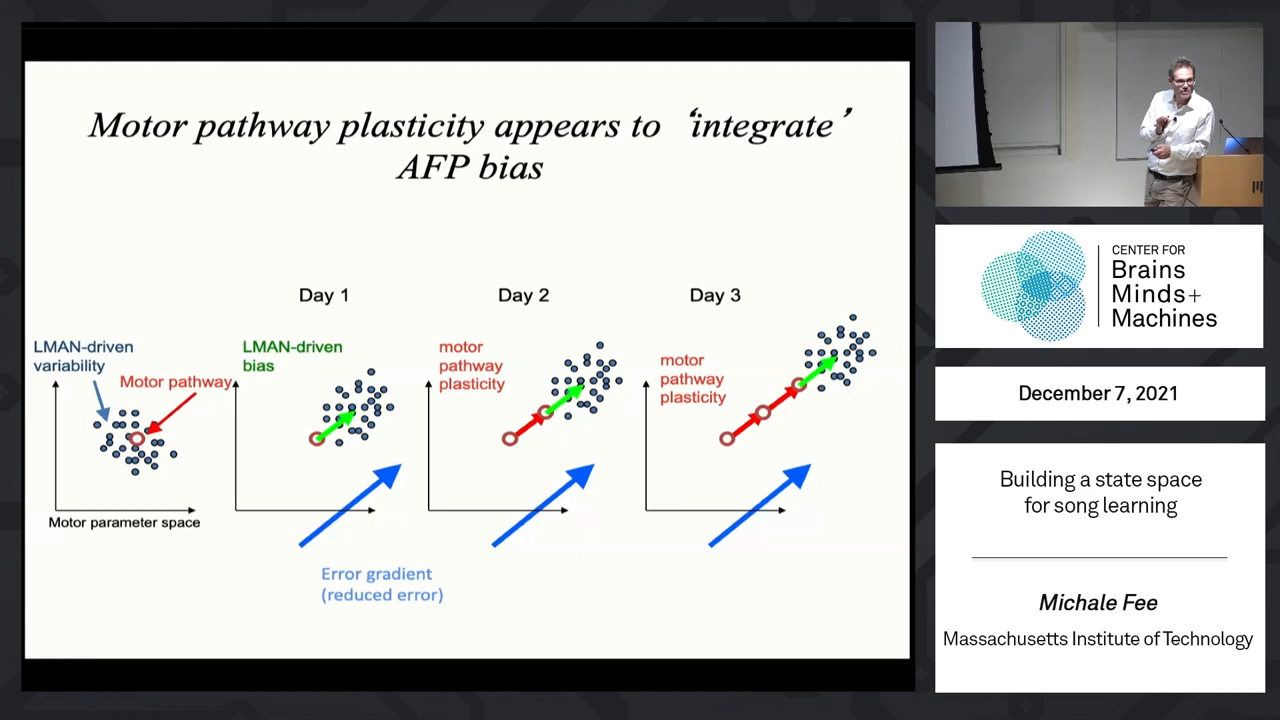 Motor pathway plasticity appears to ‘integrate’
AFP bias
Day 1
Day 2
Day 3
LMAN-driven
variability
Motor pathway
Motor parameter space
LMAN-driven
bias
motor
pathway
plasticity
motor
pathway
plasticity
Error gradient
(reduced error)
CENTER FOR
Brains
Minds+
Machines
December 7, 2021
Building a state space
for song learning
Michale Fee
Massachusetts Institute of Technology